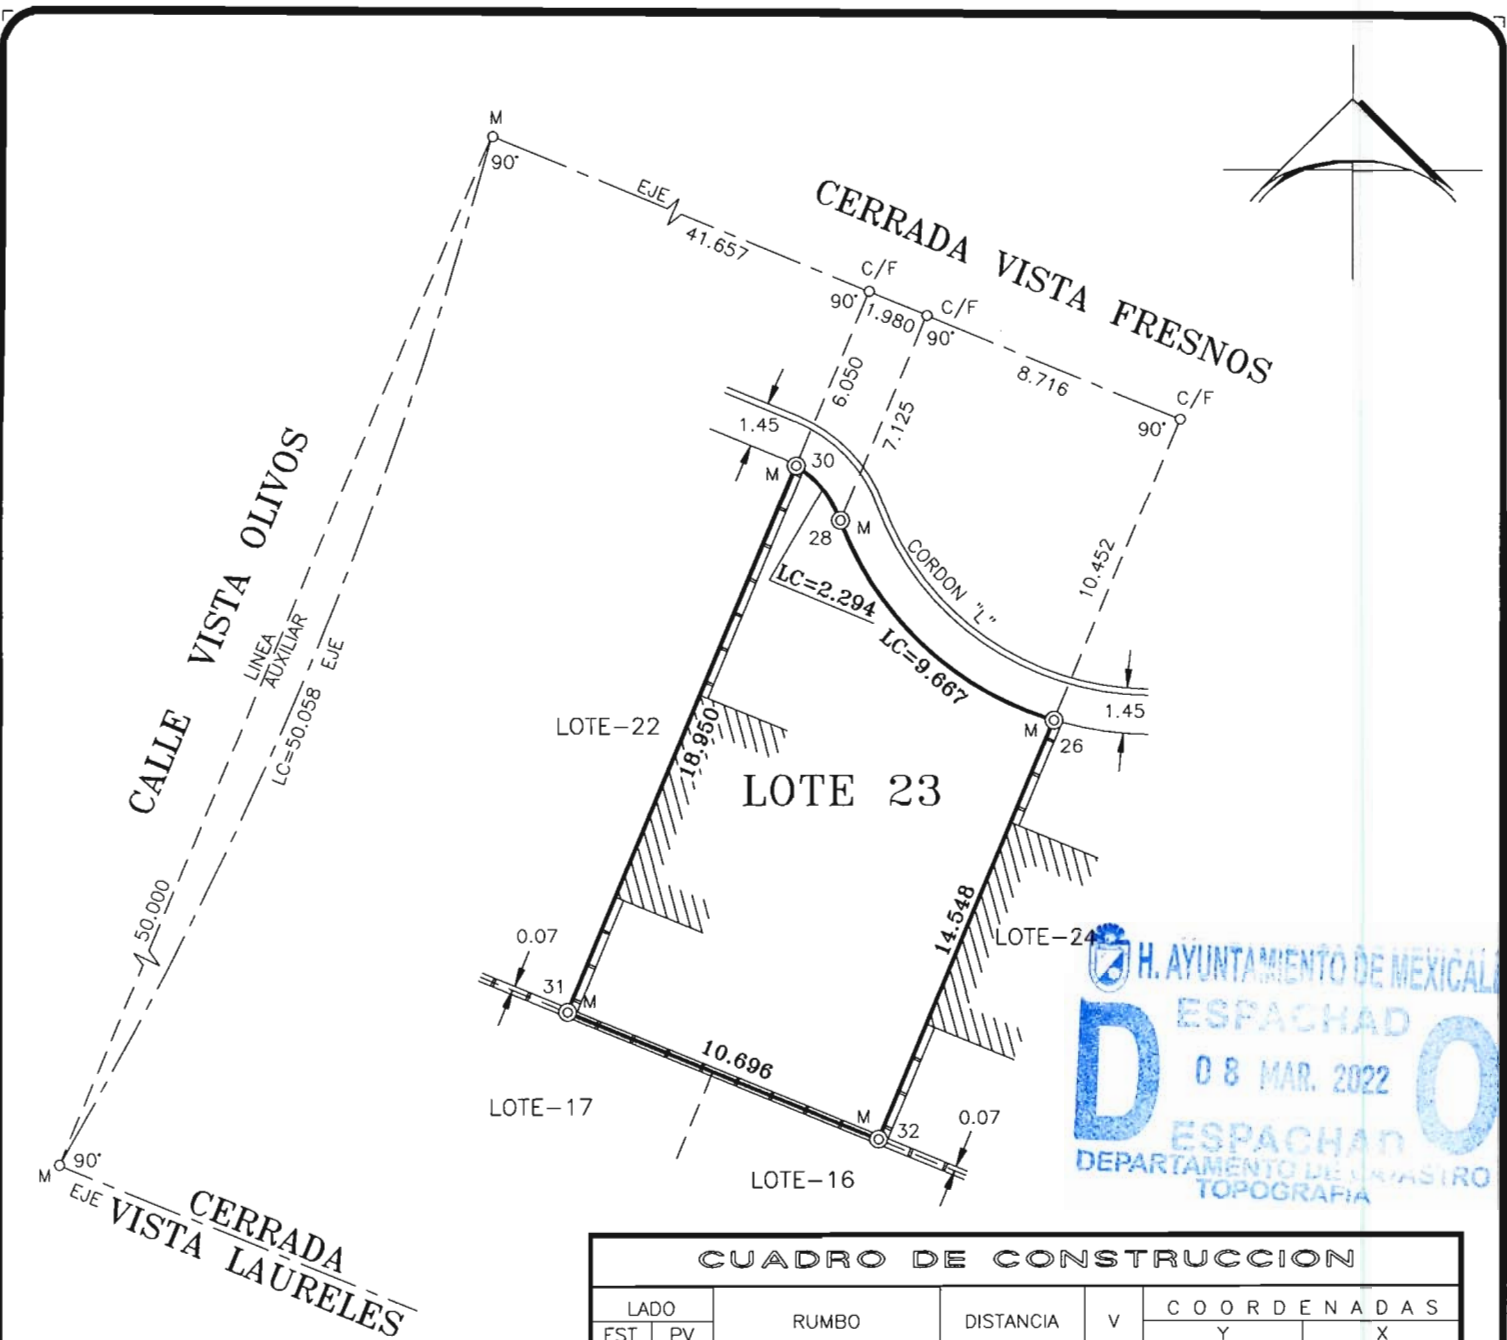 M
90°
EJE
41.657
CERRADA VISTA FRESNOS
C/F
90°
1.980
C/F
90°
8.716
C/F
90°
6.050
7.125
10.452
1.45
30
M
28
M
CORDON "L"
LC=2.294
LC=9.667
1.45
M
26
CALLE VISTA OLIVOS
LINEA
AUXILIAR
EJE
LC=50.058
50.000
LOTE-22
18.950
LOTE 23
14.548
LOTE-24
0.07
31
M
10.696
LOTE-17
M
32
0.07
LOTE-16
M
90°
EJE
CERRADA
VISTA LAURELES
H. AYUNTAMIENTO DE MEXICALI
D ESPACHAD O
08 MAR. 2022
ESPACHAD
DEPARTAMENTO DE CATASTRO
TOPOGRAFIA
CUADRO DE CONSTRUCCION
LADO
RUMBO
DISTANCIA
V
COORDENADAS
EST
PV
Y
X